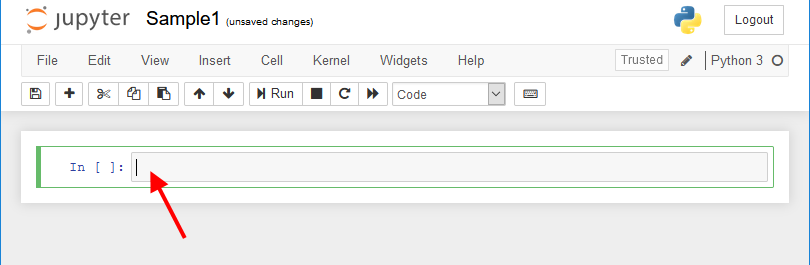 jupyter Sample1 (unsaved changes) Logout
File Edit View Insert Cell Kernel Widgets Help Trusted Python 3
Run Code
In [ ]: